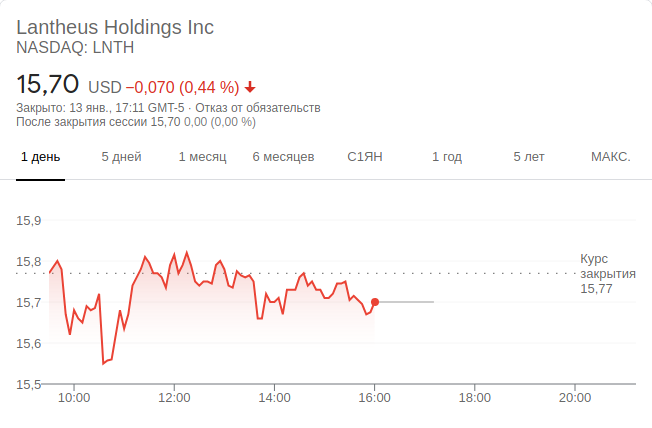 Lantheus Holdings Inc
NASDAQ: LNTH
15,70 USD −0,070 (0,44 %)
Закрыто: 13 янв., 17:11 GMT-5 · Отказ от обязательств
После закрытия сессии 15,70 0,00 (0,00 %)
1 день 5 дней 1 месяц 6 месяцев С1ЯН 1 год 5 лет МАКС.
15,9
15,8
15,7
15,6
15,5
Курс
закрытия
15,77
10:00 12:00 14:00 16:00 18:00 20:00